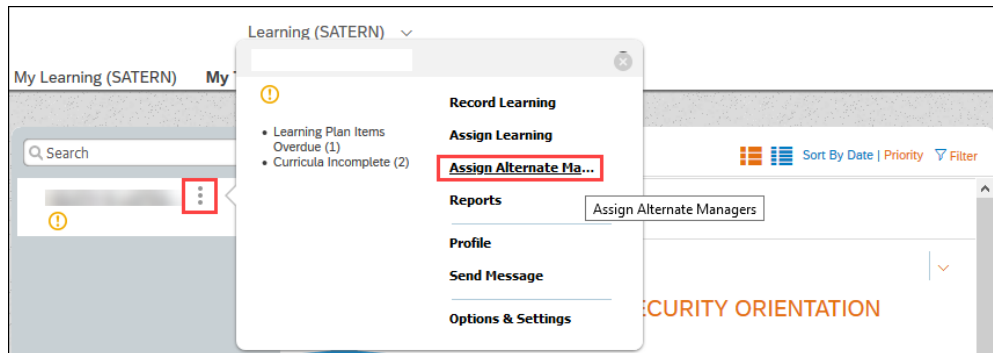 Learning (SATERN)
My Learning (SATERN) My
Learning Plan Items
Overdue (1)
Curricula Incomplete (2)
Record Learning
Assign Learning
Assign Alternate Ma...
Reports
Assign Alternate Managers
Profile
Send Message
Options & Settings
Search
Sort By Date | Priority Filter
ECURITY ORIENTATION